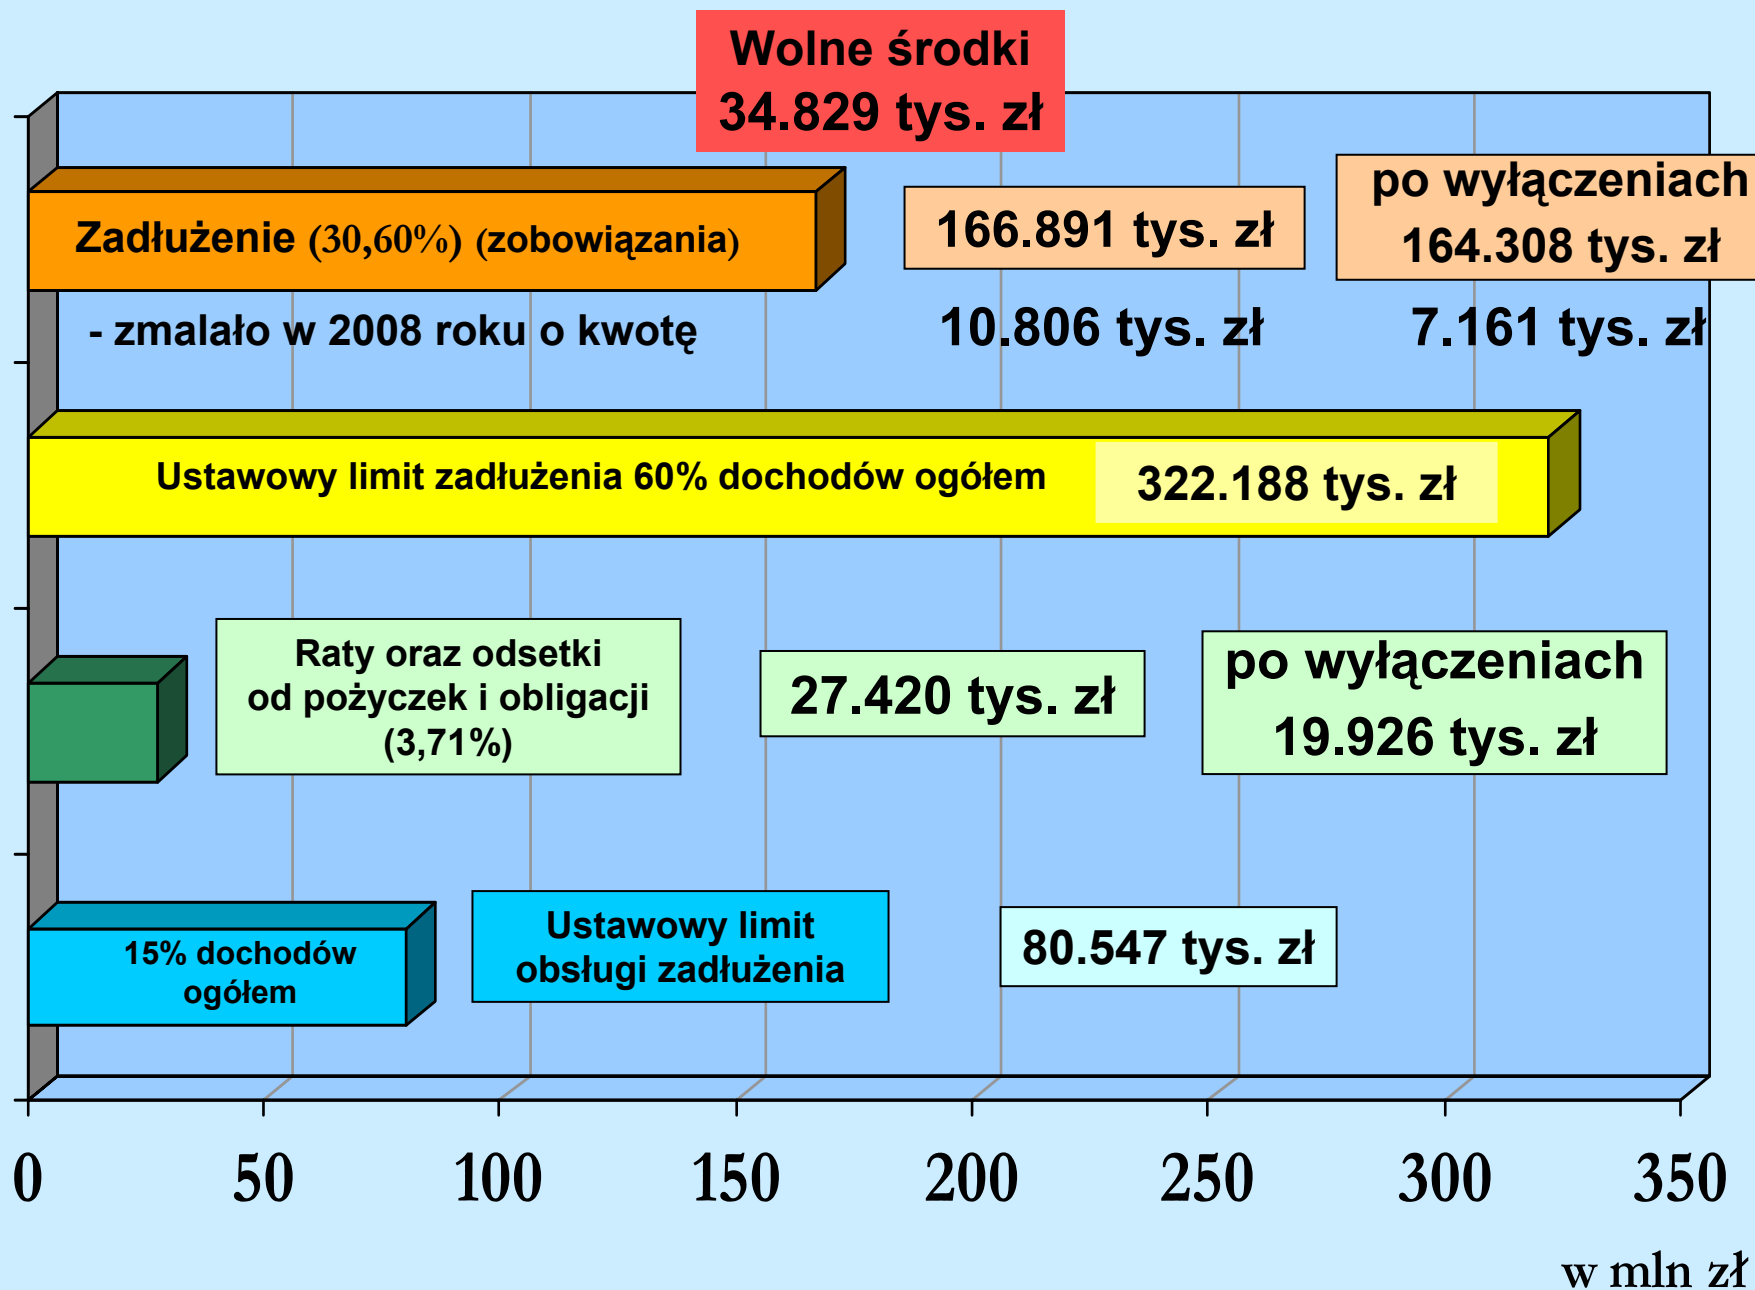 Wolne środki
34.829 tys. zł
Zadłużenie (30,60%) (zobowiązania)
166.891 tys. zł
po wyłączeniach
164.308 tys. zł
- zmalało w 2008 roku o kwotę
10.806 tys. zł
7.161 tys. zł
Ustawowy limit zadłużenia 60% dochodów ogółem
322.188 tys. zł
Raty oraz odsetki
od pożyczek i obligacji
(3,71%)
27.420 tys. zł
po wyłączeniach
19.926 tys. zł
15% dochodów
ogółem
Ustawowy limit
obsługi zadłużenia
80.547 tys. zł
0 50 100 150 200 250 300 350
w mln zł